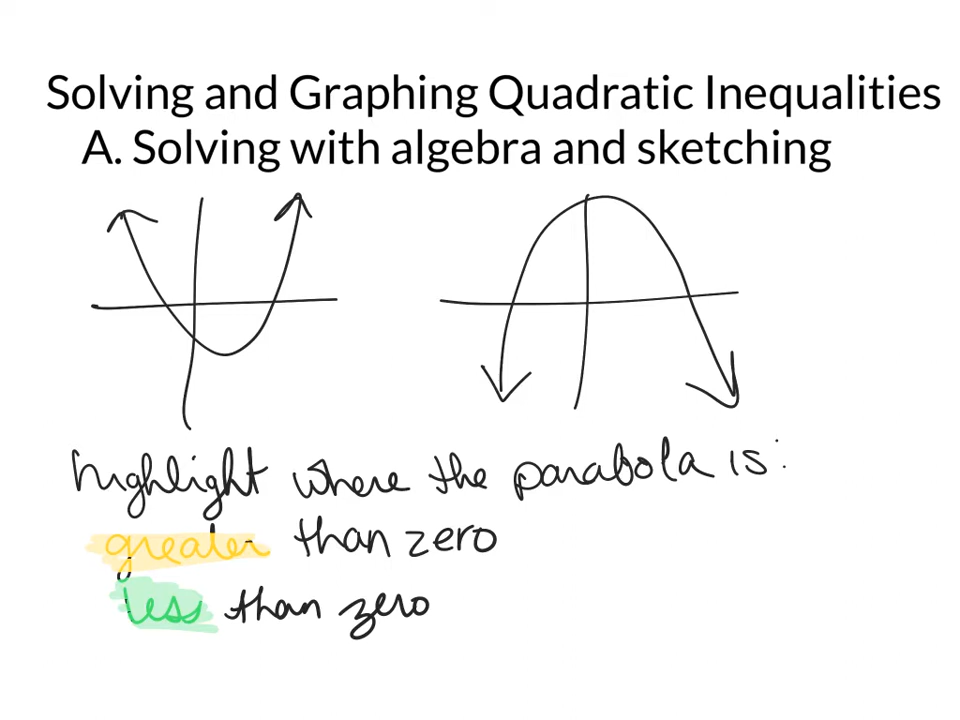 Solving and Graphing Quadratic Inequalities
A. Solving with algebra and sketching
highlight where the parabola is:
greater than zero
less than zero